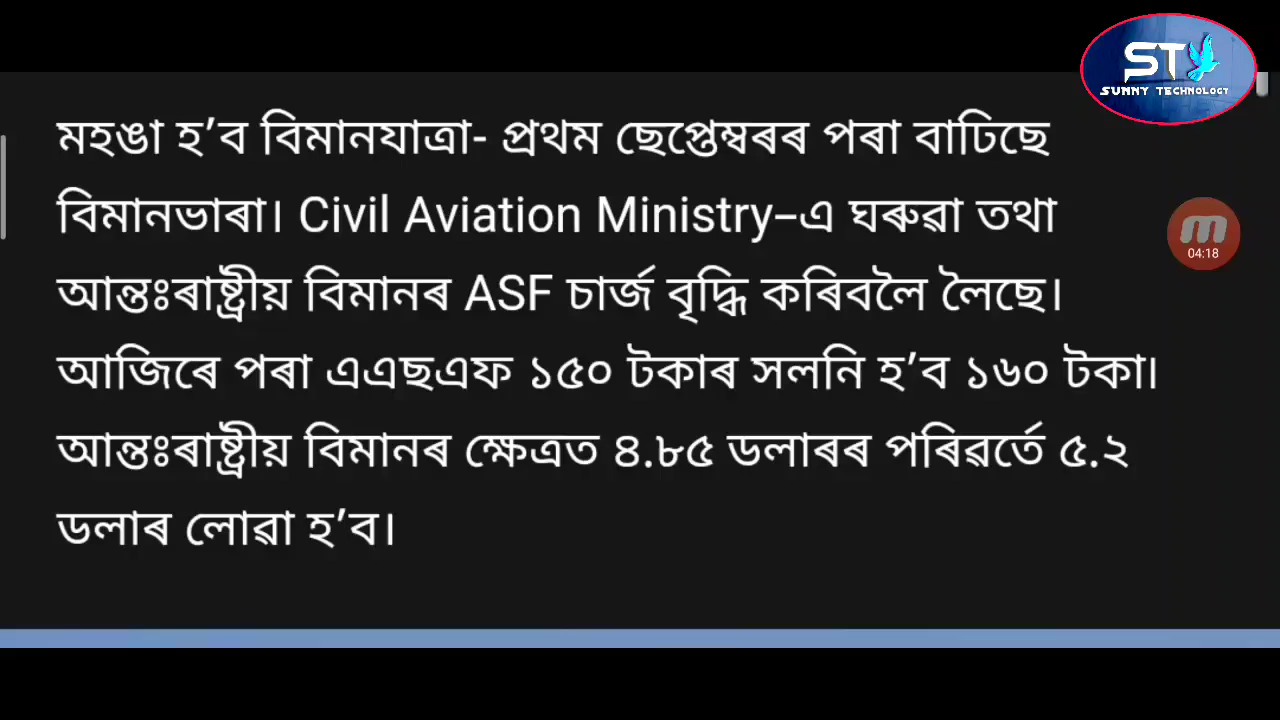 ST
SUNNY TECHNOLOGY
মহঙা হ’ব বিমানযাত্ৰা- প্ৰথম ছেপ্তেম্বৰৰ পৰা বাঢিছে
বিমানভাৰা। Civil Aviation Ministry–এ ঘৰুৱা তথা
আন্তঃৰাষ্ট্ৰীয় বিমানৰ ASF চাৰ্জ বৃদ্ধি কৰিবলৈ লৈছে।
আজিৰে পৰা এএছএফ ১৫০ টকাৰ সলনি হ’ব ১৬০ টকা।
আন্তঃৰাষ্ট্ৰীয় বিমানৰ ক্ষেত্ৰত ৪.৮৫ ডলাৰৰ পৰিৱৰ্তে ৫.২
ডলাৰ লোৱা হ’ব।
04:18